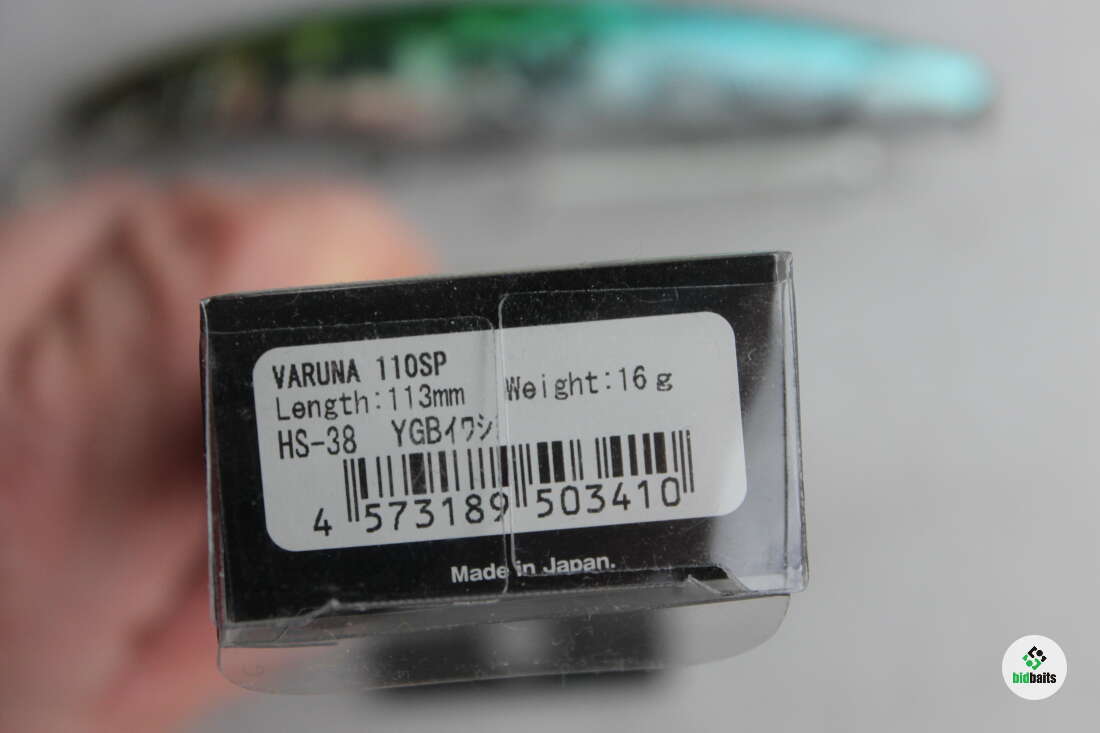 VARUNA 110SP
Length:113mm Weight:16g
HS-38 YGBイワシ
4 573189 503410
Made in Japan.
bidbaits